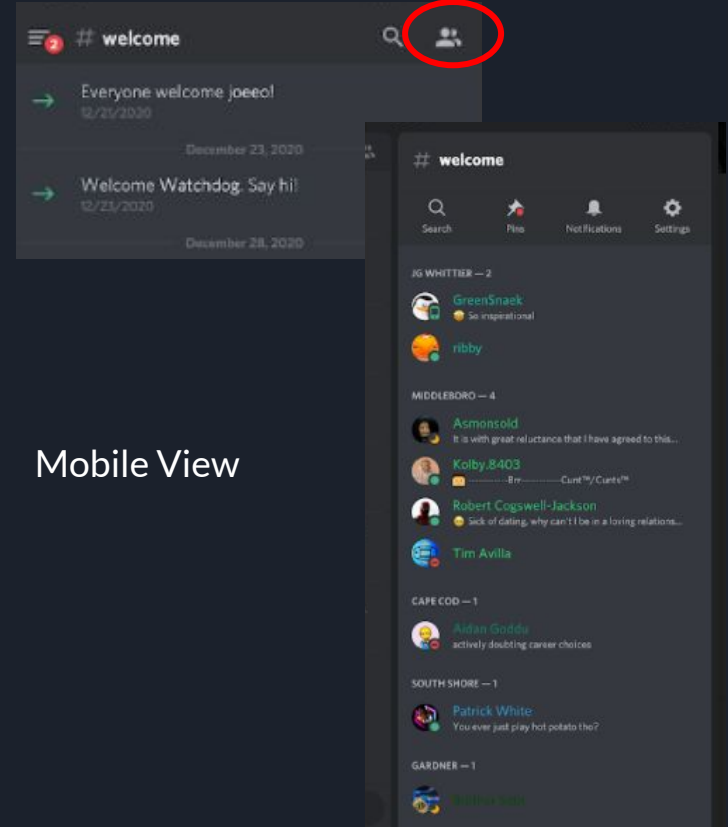 2
# welcome
Everyone welcome joeeo!
12/21/2020
December 23, 2020
Welcome Watchdog. Say hi!
12/23/2020
December 28, 2020
Mobile View
# welcome
Search Pins Notifications Settings
JG WHITTIER — 2
GreenSnaek
So inspirational
ribby
MIDDLEBORO — 4
Asmonsold
It is with great reluctance that I have agreed to this...
Kolby.8403
------------Brr------------Cunt™/Cunts™
Robert Cogswell-Jackson
Sick of dating, why can't I be in a loving relations...
Tim Avilla
CAPE COD — 1
Aidan Goddu
actively doubting career choices
SOUTH SHORE — 1
Patrick White
You ever just play hot potato tho?
GARDNER — 1